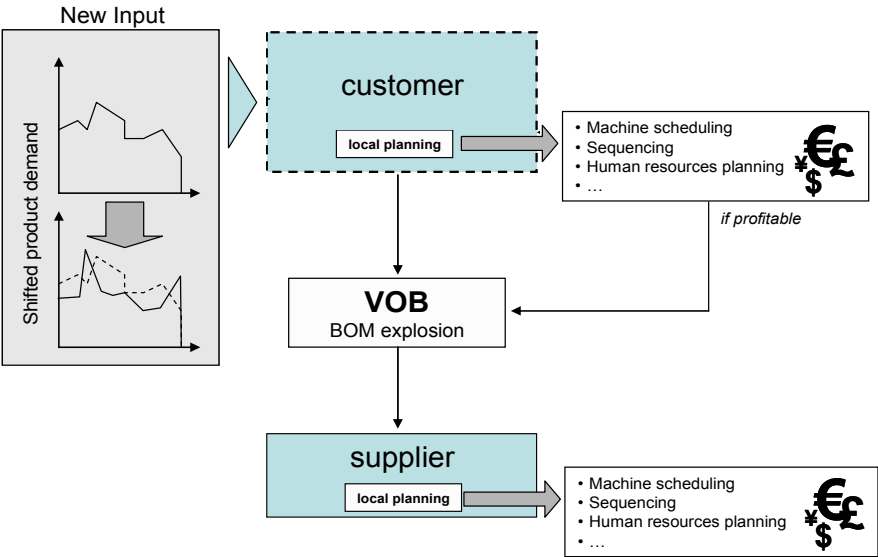 New Input
Shifted product demand
customer
local planning
• Machine scheduling
• Sequencing
• Human resources planning
• …
¥ € $ £
if profitable
VOB
BOM explosion
supplier
local planning
• Machine scheduling
• Sequencing
• Human resources planning
• …
¥ € $ £